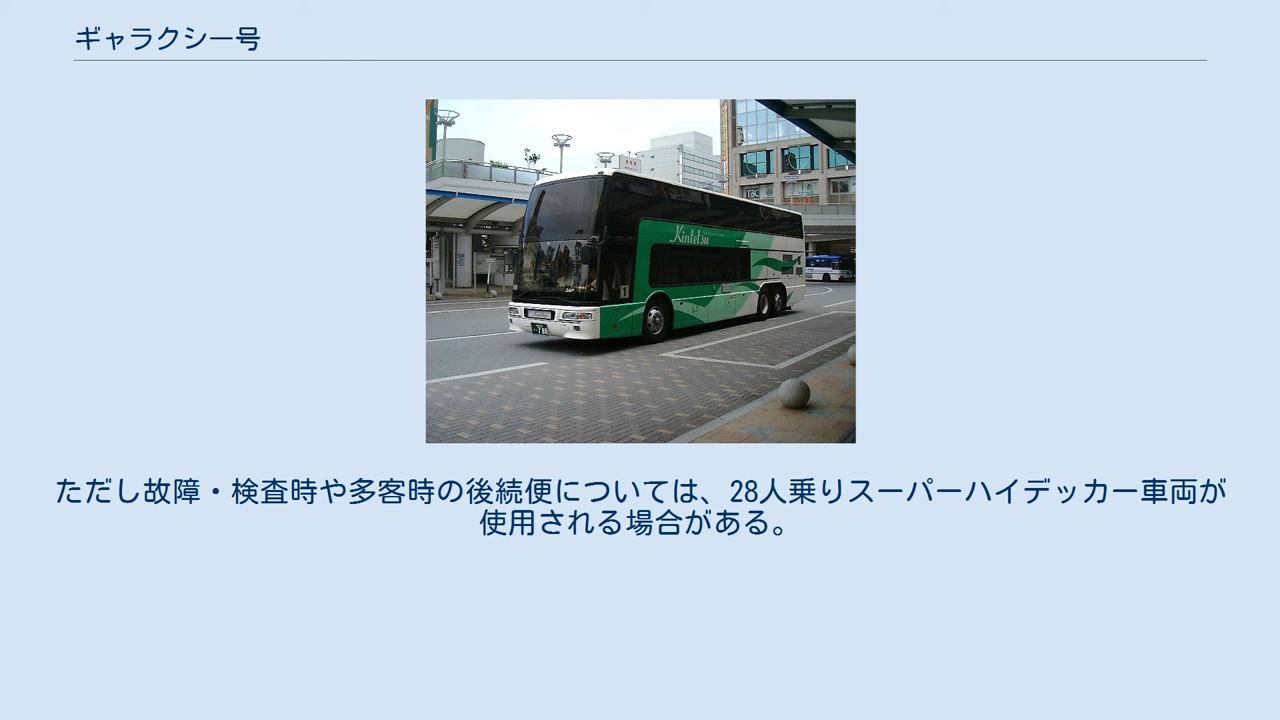 ギャラクシー号
Kintetsu
1
ただし故障・検査時や多客時の後続便については、28人乗りスーパーハイデッカー車両が
使用される場合がある。